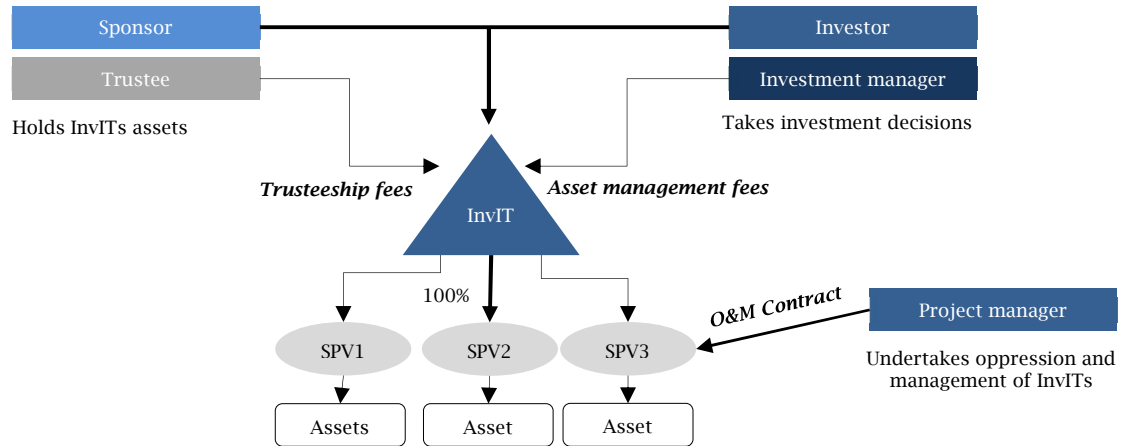 Sponsor
Investor
Trustee
Investment manager
Holds InvITs assets
Takes investment decisions
Trusteeship fees
Asset management fees
InvIT
100%
O&M Contract
Project manager
SPV1
SPV2
SPV3
Undertakes oppression and
management of InvITs
Assets
Asset
Asset